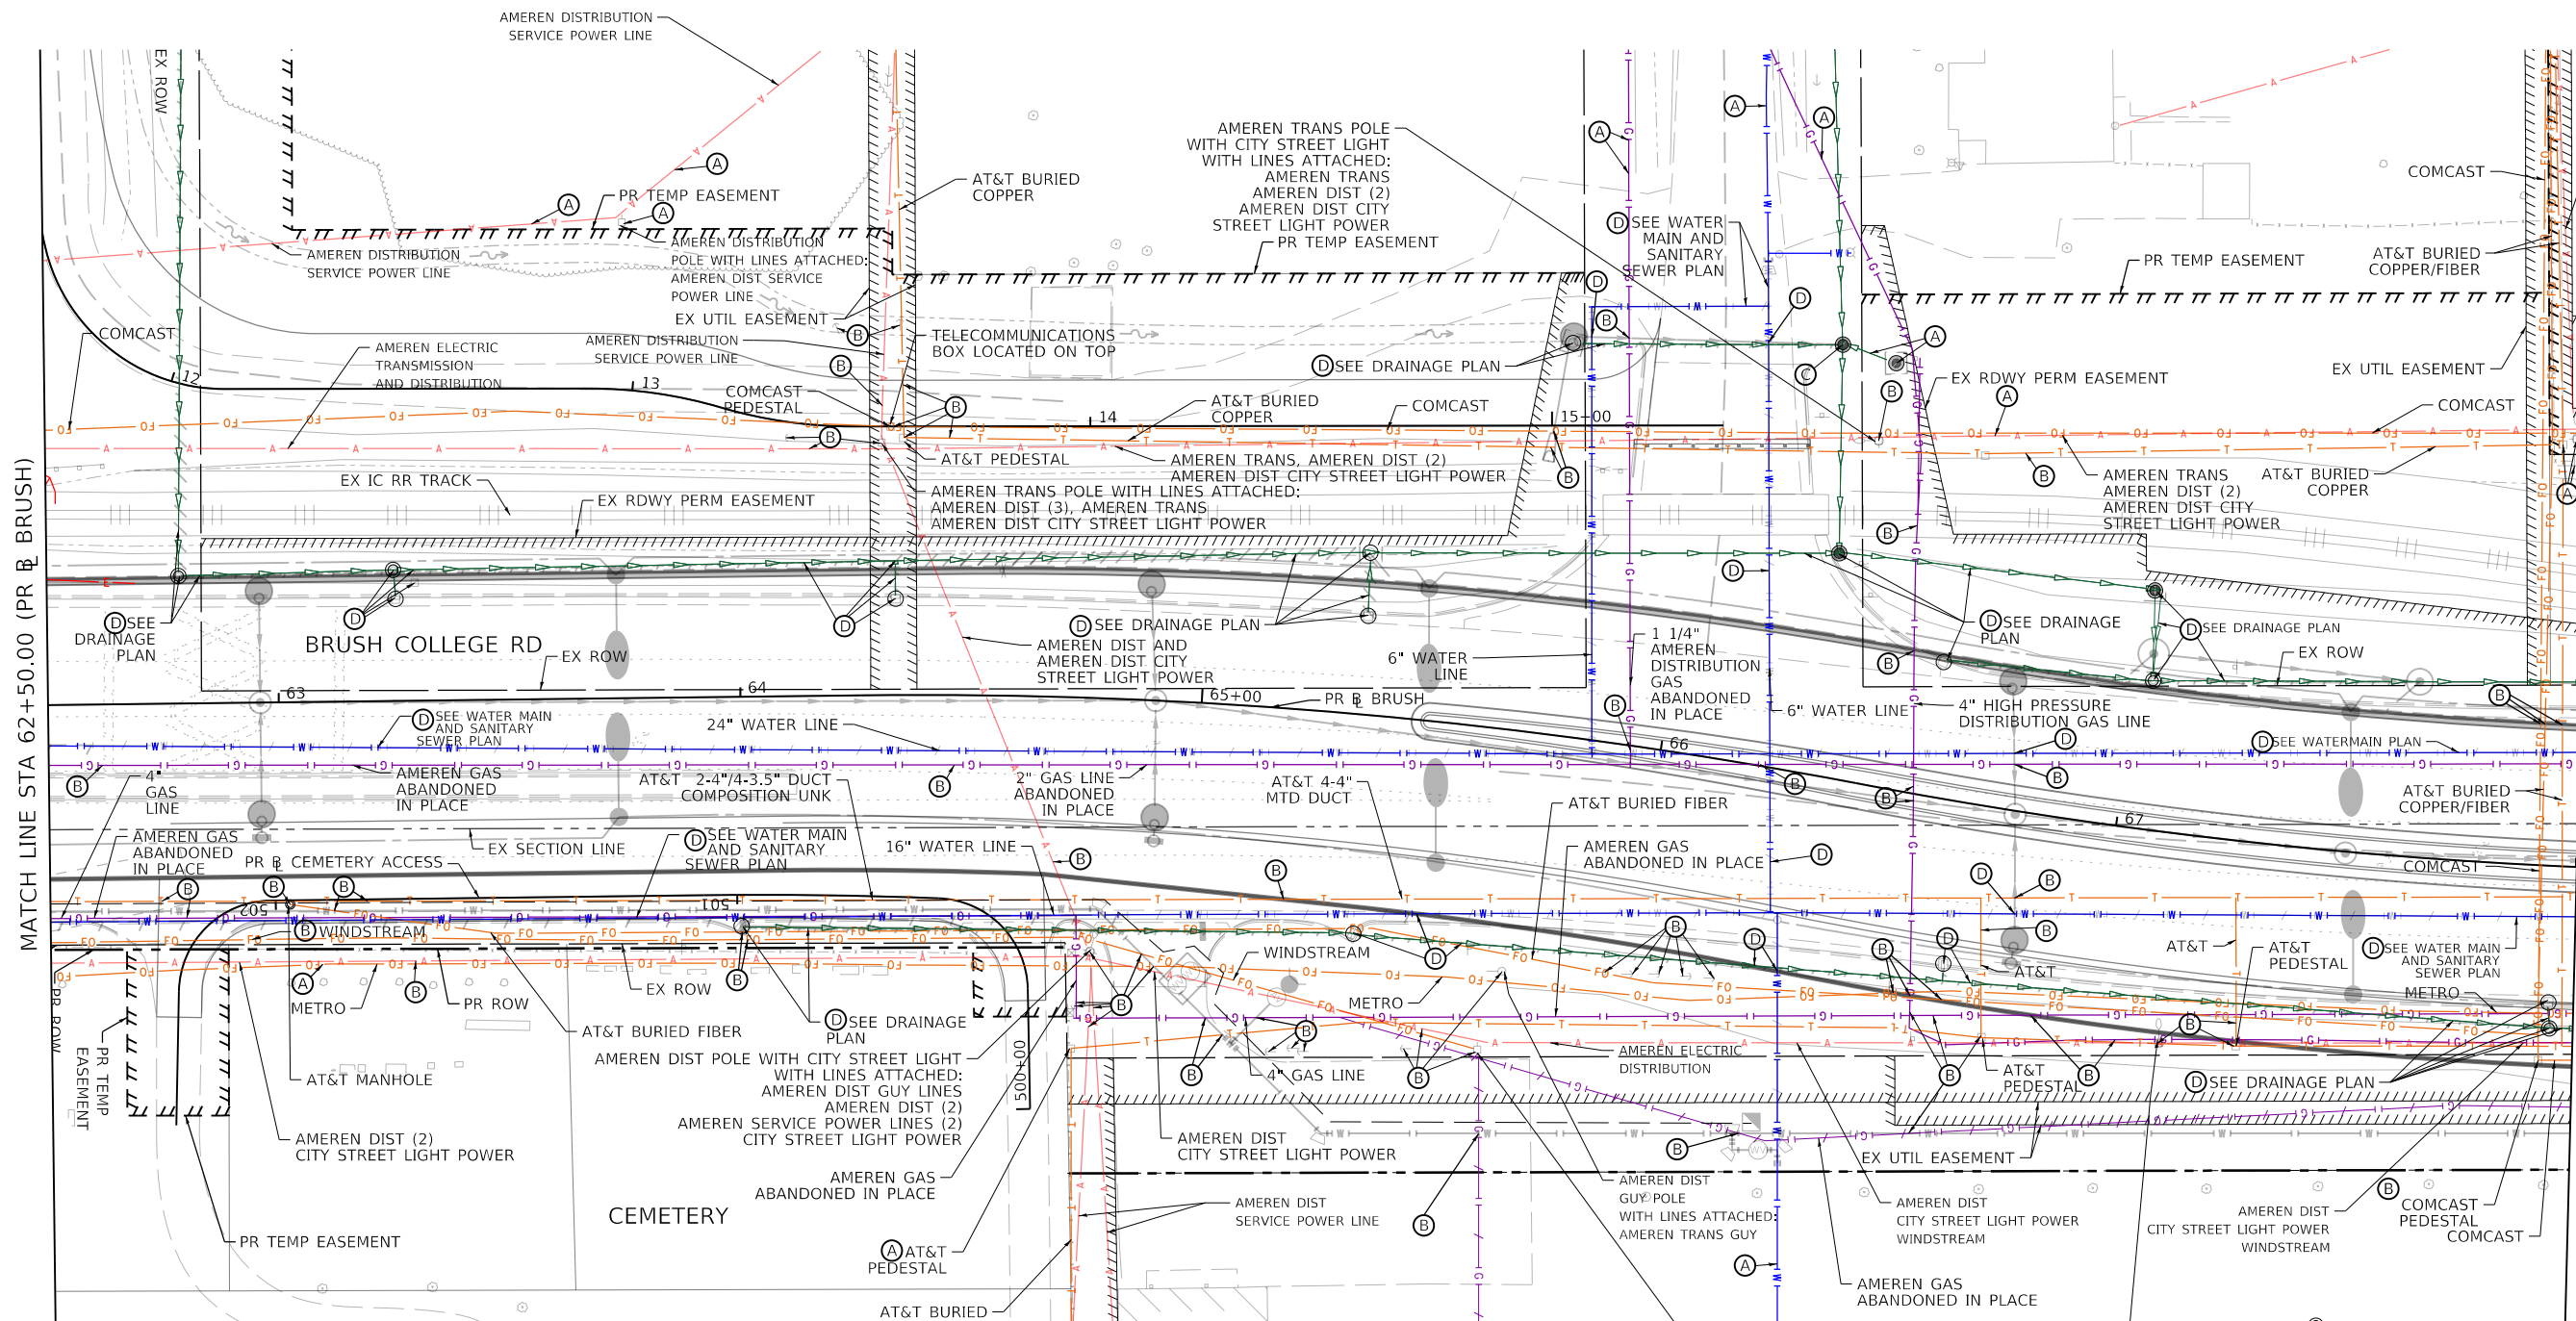 AMEREN DISTRIBUTION
SERVICE POWER LINE
EX ROW
AMEREN TRANS POLE
WITH CITY STREET LIGHT
WITH LINES ATTACHED:
AMEREN TRANS
AMEREN DIST (2)
AMEREN DIST CITY
STREET LIGHT POWER
PR TEMP EASEMENT
A
A
A
A
A
A
A
PR TEMP EASEMENT
AT&T BURIED
COPPER
COMCAST
AMEREN DISTRIBUTION
SERVICE POWER LINE
AMEREN DISTRIBUTION
POLE WITH LINES ATTACHED:
AMEREN DIST SERVICE
POWER LINE
EX UTIL EASEMENT
D SEE WATER
MAIN AND
SANITARY
SEWER PLAN
PR TEMP EASEMENT
AT&T BURIED
COPPER/FIBER
COMCAST
AMEREN ELECTRIC
TRANSMISSION
AND DISTRIBUTION
AMEREN DISTRIBUTION
SERVICE POWER LINE
TELECOMMUNICATIONS
BOX LOCATED ON TOP
D SEE DRAINAGE PLAN
EX RDWY PERM EASEMENT
EX UTIL EASEMENT
12
13
14
15+00
COMCAST
PEDESTAL
AT&T BURIED
COPPER
COMCAST
COMCAST
AT&T PEDESTAL
AMEREN TRANS, AMEREN DIST (2)
AMEREN DIST CITY STREET LIGHT POWER
AMEREN TRANS
AMEREN DIST (2)
AMEREN DIST CITY
STREET LIGHT POWER
AT&T BURIED
COPPER
EX IC RR TRACK
EX RDWY PERM EASEMENT
AMEREN TRANS POLE WITH LINES ATTACHED:
AMEREN DIST (3), AMEREN TRANS
AMEREN DIST CITY STREET LIGHT POWER
MATCH LINE STA 62+50.00 (PR BL BRUSH)
D SEE
DRAINAGE
PLAN
BRUSH COLLEGE RD
EX ROW
D SEE DRAINAGE PLAN
AMEREN DIST AND
AMEREN DIST CITY
STREET LIGHT POWER
6" WATER
LINE
1 1/4"
AMEREN
DISTRIBUTION
GAS
ABANDONED
IN PLACE
D SEE DRAINAGE
PLAN
D SEE DRAINAGE PLAN
EX ROW
63
64
65+00
66
67
PR BL BRUSH
6" WATER LINE
4" HIGH PRESSURE
DISTRIBUTION GAS LINE
D SEE WATER MAIN
AND SANITARY
SEWER PLAN
24" WATER LINE
D SEE WATERMAIN PLAN
4"
GAS
LINE
AMEREN GAS
ABANDONED
IN PLACE
AT&T 2-4"/4-3.5" DUCT
COMPOSITION UNK
2" GAS LINE
ABANDONED
IN PLACE
AT&T 4-4"
MTD DUCT
AT&T BURIED FIBER
AT&T BURIED
COPPER/FIBER
AMEREN GAS
ABANDONED
IN PLACE
EX SECTION LINE
D SEE WATER MAIN
AND SANITARY
SEWER PLAN
16" WATER LINE
AMEREN GAS
ABANDONED IN PLACE
COMCAST
PR BL CEMETERY ACCESS
502
501
500+00
B WINDSTREAM
WINDSTREAM
AT&T
AT&T
AT&T
PEDESTAL
D SEE WATER MAIN
AND SANITARY
SEWER PLAN
METRO
PR ROW
METRO
PR ROW
EX ROW
AT&T BURIED FIBER
D SEE DRAINAGE
PLAN
METRO
PR TEMP
EASEMENT
AT&T MANHOLE
AMEREN DIST POLE WITH CITY STREET LIGHT
WITH LINES ATTACHED:
AMEREN DIST GUY LINES
AMEREN DIST (2)
AMEREN SERVICE POWER LINES (2)
CITY STREET LIGHT POWER
4" GAS LINE
AMEREN ELECTRIC
DISTRIBUTION
AT&T
PEDESTAL
D SEE DRAINAGE PLAN
AMEREN DIST (2)
CITY STREET LIGHT POWER
AMEREN GAS
ABANDONED IN PLACE
AMEREN DIST
CITY STREET LIGHT POWER
EX UTIL EASEMENT
PR TEMP EASEMENT
CEMETERY
A AT&T
PEDESTAL
AMEREN DIST
SERVICE POWER LINE
AMEREN DIST
GUY POLE
WITH LINES ATTACHED:
AMEREN TRANS GUY
AMEREN DIST
CITY STREET LIGHT POWER
WINDSTREAM
AMEREN DIST
CITY STREET LIGHT POWER
WINDSTREAM
B
COMCAST
PEDESTAL
COMCAST
AT&T BURIED
AMEREN GAS
ABANDONED IN PLACE